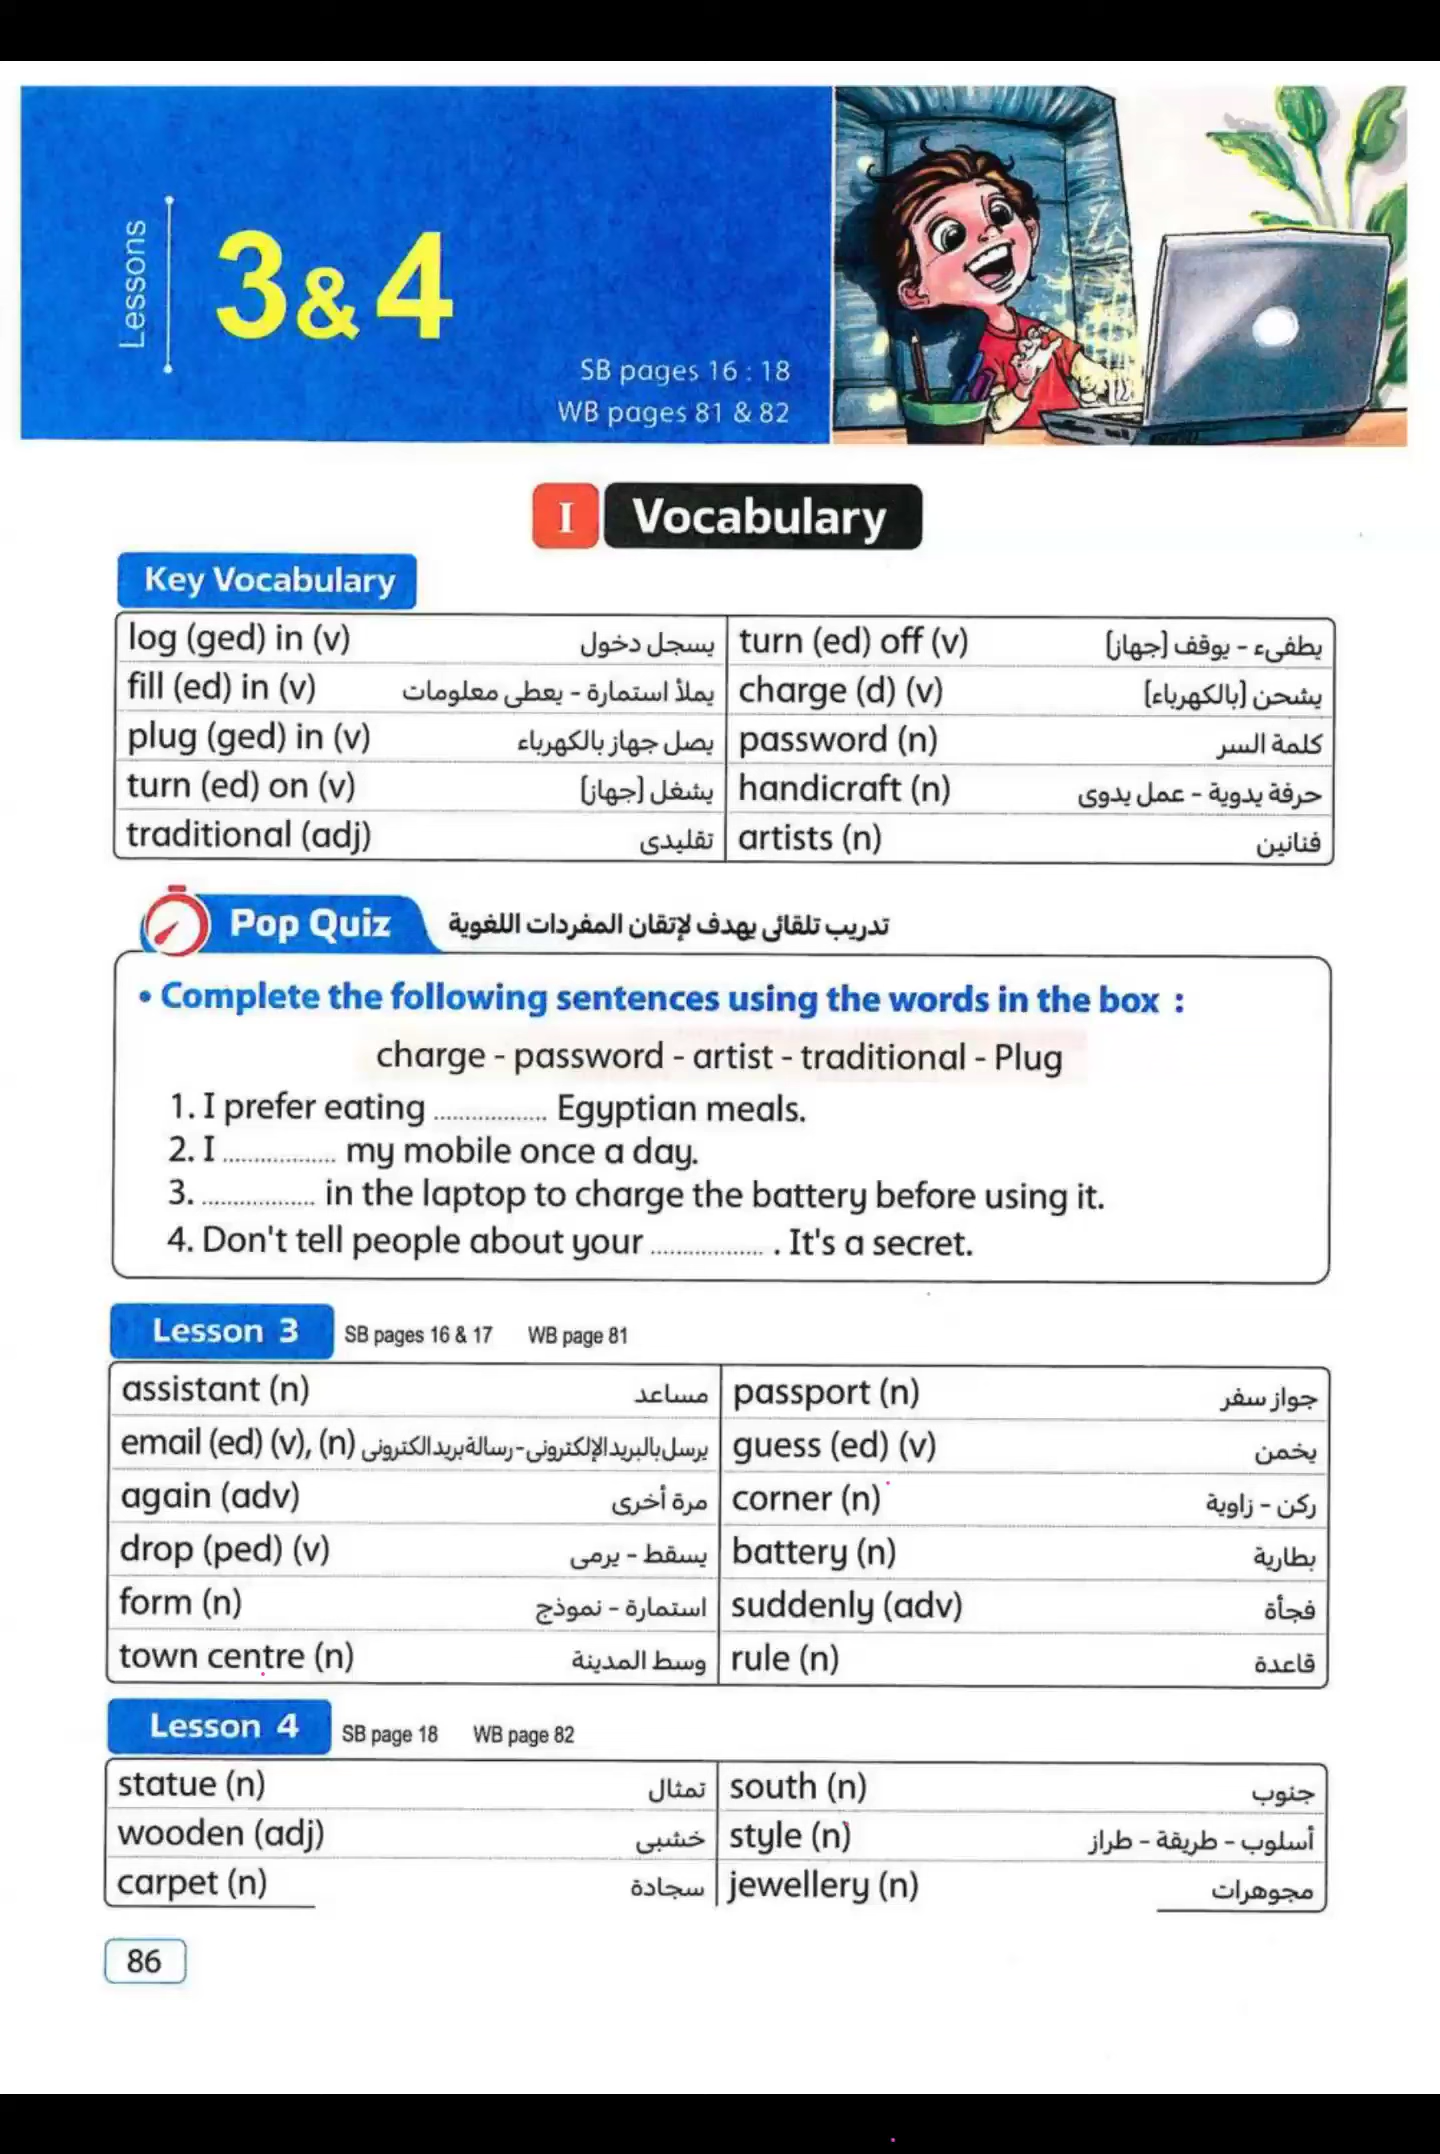 Lessons
3 & 4
SB pages 16 : 18
WB pages 81 & 82
I Vocabulary
Key Vocabulary
log (ged) in (v) يسجل دخول turn (ed) off (v) يطفىء - يوقف [جهاز]
fill (ed) in (v) يملأ استمارة - يعطى معلومات charge (d) (v) يشحن [بالكهرباء]
plug (ged) in (v) يصل جهاز بالكهرباء password (n) كلمة السر
turn (ed) on (v) يشغل [جهاز] handicraft (n) حرفة يدوية - عمل يدوى
traditional (adj) تقليدى artists (n) فنانين
Pop Quiz تدريب تلقائى يهدف لإتقان المفردات اللغوية
• Complete the following sentences using the words in the box :
charge - password - artist - traditional - Plug
1. I prefer eating ................. Egyptian meals.
2. I ................. my mobile once a day.
3. ................. in the laptop to charge the battery before using it.
4. Don't tell people about your ................. . It's a secret.
Lesson 3 SB pages 16 & 17 WB page 81
assistant (n) مساعد passport (n) جواز سفر
email (ed) (v), (n) يرسل بالبريد الإلكترونى - رسالة بريد الكترونى guess (ed) (v) يخمن
again (adv) مرة أخرى corner (n) ركن - زاوية
drop (ped) (v) يسقط - يرمى battery (n) بطارية
form (n) استمارة - نموذج suddenly (adv) فجأة
town centre (n) وسط المدينة rule (n) قاعدة
Lesson 4 SB page 18 WB page 82
statue (n) تمثال south (n) جنوب
wooden (adj) خشبى style (n) أسلوب - طريقة - طراز
carpet (n) سجادة jewellery (n) مجوهرات
86